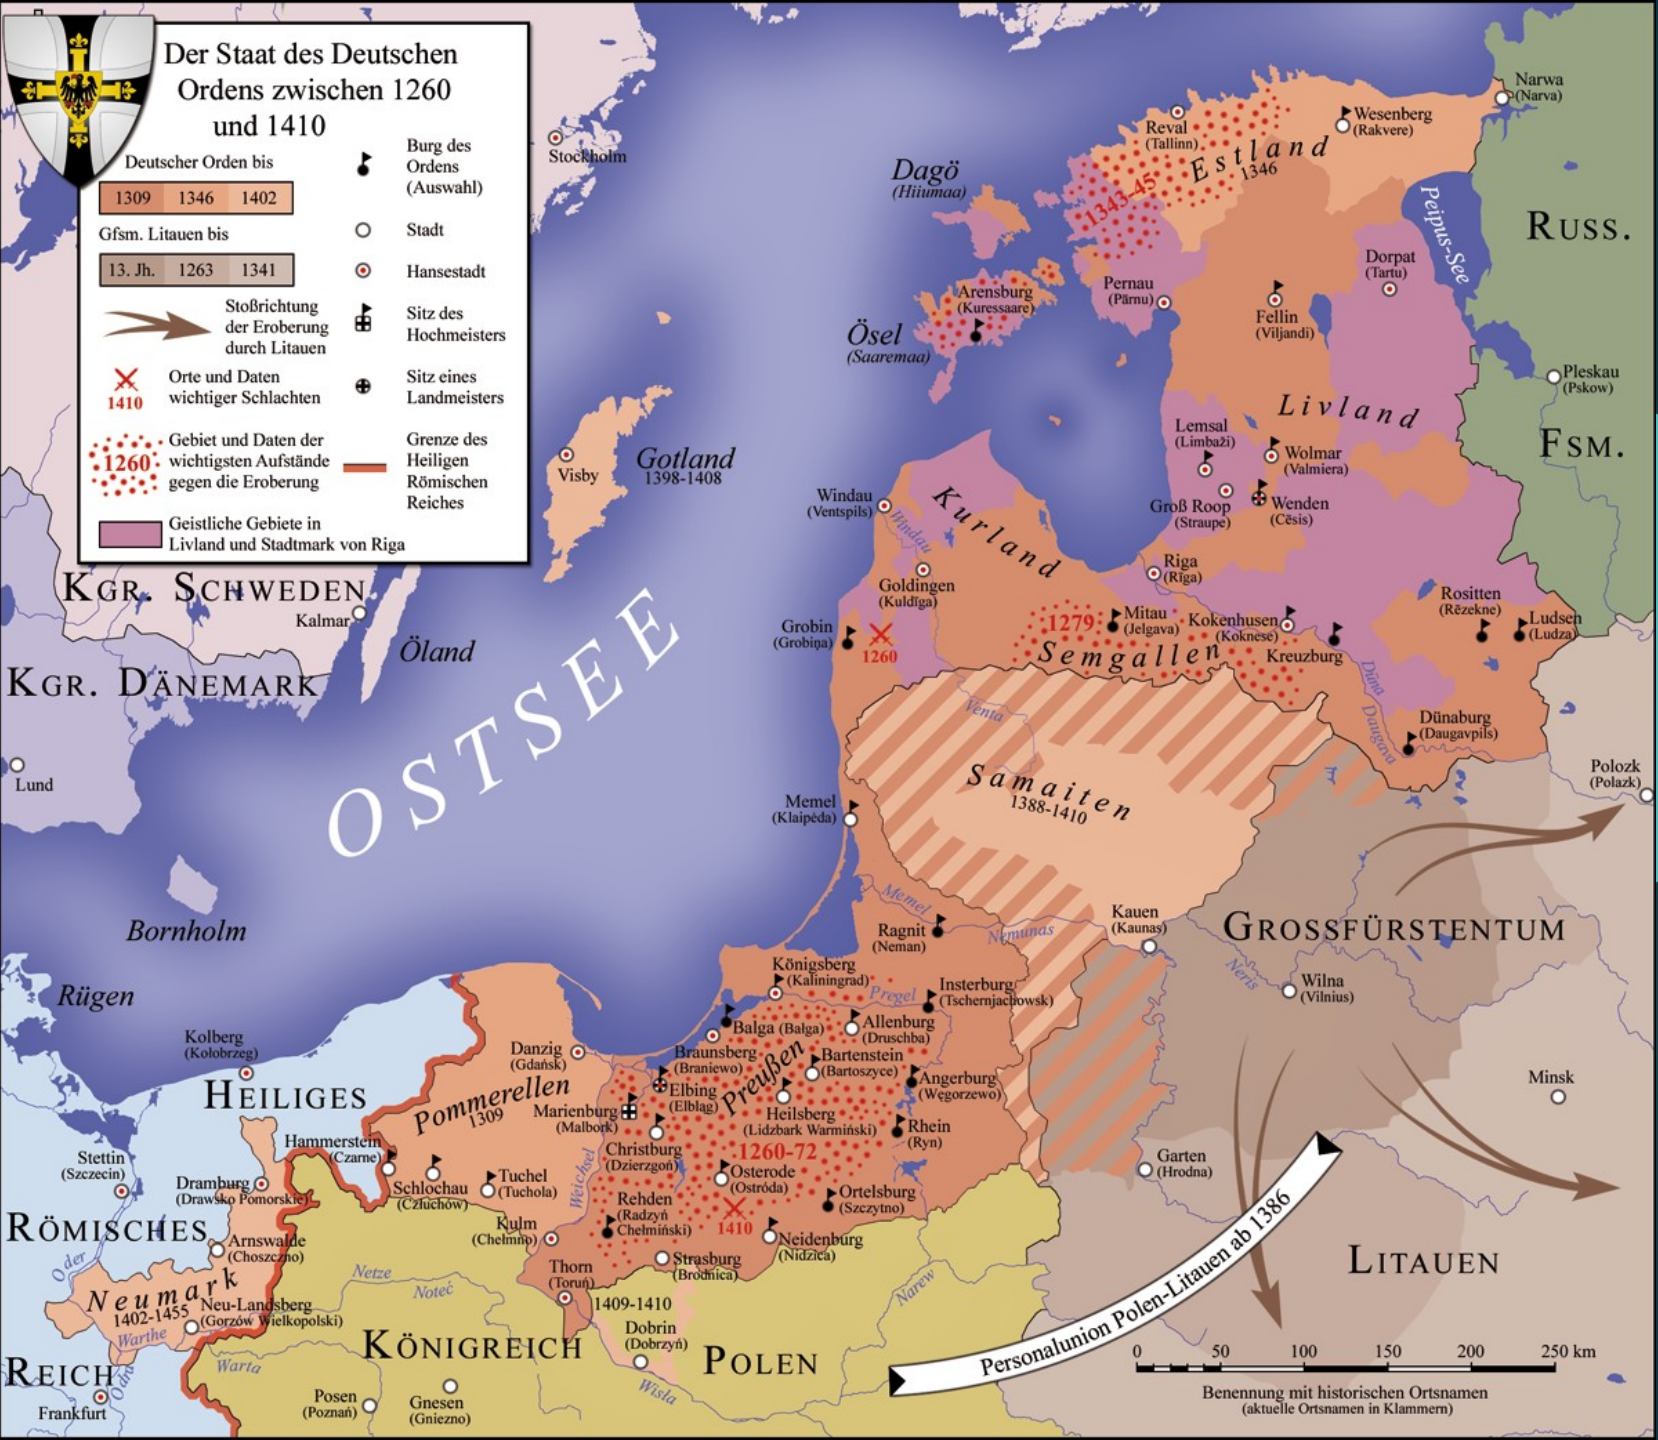 Der Staat des Deutschen
Ordens zwischen 1260
und 1410
Deutscher Orden bis
1309 1346 1402
Gfsm. Litauen bis
13. Jh. 1263 1341
Stoßrichtung
der Eroberung
durch Litauen
1410
Orte und Daten
wichtiger Schlachten
1260
Gebiet und Daten der
wichtigsten Aufstände
gegen die Eroberung
Geistliche Gebiete in
Livland und Stadtmark von Riga
Burg des
Ordens
(Auswahl)
Stadt
Hansestadt
Sitz des
Hochmeisters
Sitz eines
Landmeisters
Grenze des
Heiligen
Römischen
Reiches
Stockholm
Narwa
(Narva)
Wesenberg
(Rakvere)
Reval
(Tallinn)
Estland
1346
1343-45
Dagö
(Hiiumaa)
Peipus-See
RUSS.
Dorpat
(Tartu)
Pernau
(Pärnu)
Arensburg
(Kuressaare)
Fellin
(Viljandi)
Ösel
(Saaremaa)
Pleskau
(Pskow)
Livland
FSM.
Lemsal
(Limbaži)
Wolmar
(Valmiera)
Visby
Gotland
1398-1408
Windau
(Ventspils)
Windau
Kurland
Groß Roop
(Straupe)
Wenden
(Cēsis)
Riga
(Rīga)
Goldingen
(Kuldīga)
KGR. SCHWEDEN
Kalmar
Öland
Grobin
(Grobiņa)
1260
1279
Mitau
(Jelgava)
Kokenhusen
(Koknese)
Semgallen
Kreuzburg
Rositten
(Rēzekne)
Ludsen
(Ludza)
KGR. DÄNEMARK
Düna
Daugava
Dünaburg
(Daugavpils)
Venta
OSTSEE
Lund
Samaiten
1388-1410
Polozk
(Polazk)
Memel
(Klaipėda)
Bornholm
Memel
Nemunas
Ragnit
(Neman)
Kauen
(Kaunas)
GROSSFÜRSTENTUM
Neris
Wilna
(Vilnius)
Rügen
Königsberg
(Kaliningrad)
Pregel
Insterburg
(Tschernjachowsk)
Kolberg
(Kołobrzeg)
Danzig
(Gdańsk)
Balga (Bałga)
Allenburg
(Druschba)
Braunsberg
(Braniewo)
Preußen
Bartenstein
(Bartoszyce)
Angerburg
(Węgorzewo)
Minsk
HEILIGES
Pommerellen
1309
Elbing
(Elbląg)
Marienburg
(Malbork)
Heilsberg
(Lidzbark Warmiński)
Rhein
(Ryn)
Hammerstein
(Czarne)
Christburg
(Dzierzgoń)
1260-72
Stettin
(Szczecin)
Dramburg
(Drawsko Pomorskie)
Schlochau
(Człuchów)
Tuchel
(Tuchola)
Weichsel
Osterode
(Ostróda)
Garten
(Hrodna)
RÖMISCHES
Rehden
(Radzyń
Chełmiński)
1410
Ortelsburg
(Szczytno)
Kulm
(Chełmno)
Neidenburg
(Nidzica)
Arnswalde
(Choszczno)
Oder
Strasburg
(Brodnica)
Netze
Noteć
Thorn
(Toruń)
Narew
LITAUEN
Neumark
1402-1455
Neu-Landsberg
(Gorzów Wielkopolski)
1409-1410
Dobrin
(Dobrzyń)
Warthe
Warta
KÖNIGREICH
POLEN
Personalunion Polen-Litauen ab 1386
REICH
Odra
Frankfurt
Posen
(Poznań)
Gnesen
(Gniezno)
Wisla
0 50 100 150 200 250 km
Benennung mit historischen Ortsnamen
(aktuelle Ortsnamen in Klammern)